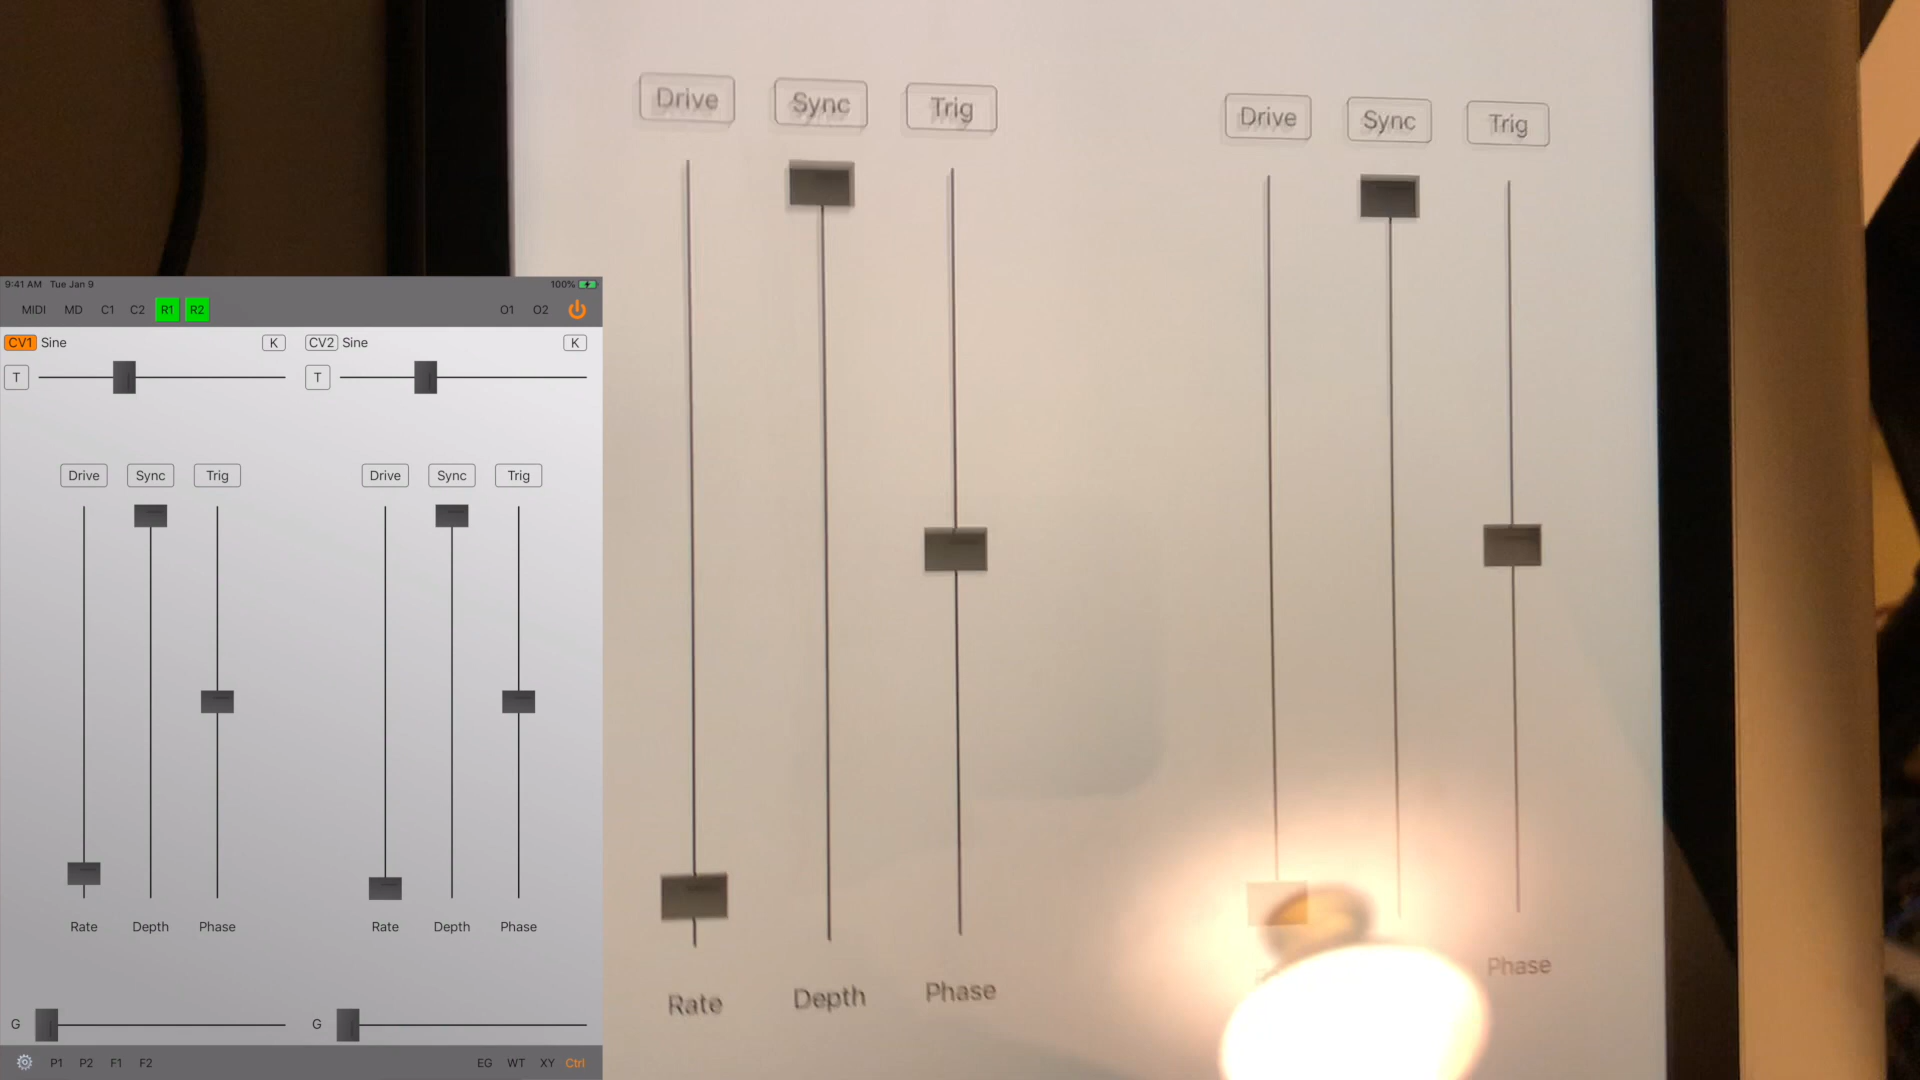 Drive Sync Trig Drive Sync Trig
Rate Depth Phase Phase
9:41 AM Tue Jan 9 100%
MIDI MD C1 C2 R1 R2 O1 O2
CV1 Sine K CV2 Sine K
T T
Drive Sync Trig Drive Sync Trig
Rate Depth Phase Rate Depth Phase
G G
P1 P2 F1 F2 EG WT XY Ctrl